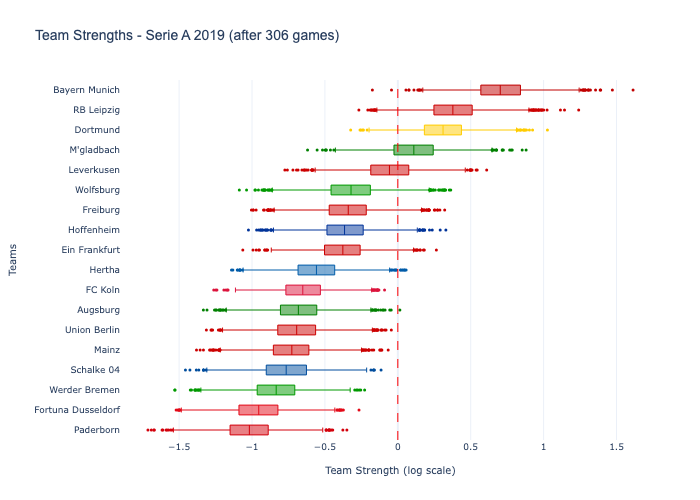 Team Strengths - Serie A 2019 (after 306 games)
Bayern Munich
RB Leipzig
Dortmund
M'gladbach
Leverkusen
Wolfsburg
Freiburg
Hoffenheim
Ein Frankfurt
Hertha
FC Koln
Augsburg
Union Berlin
Mainz
Schalke 04
Werder Bremen
Fortuna Dusseldorf
Paderborn
Teams
−1.5 −1 −0.5 0 0.5 1 1.5
Team Strength (log scale)